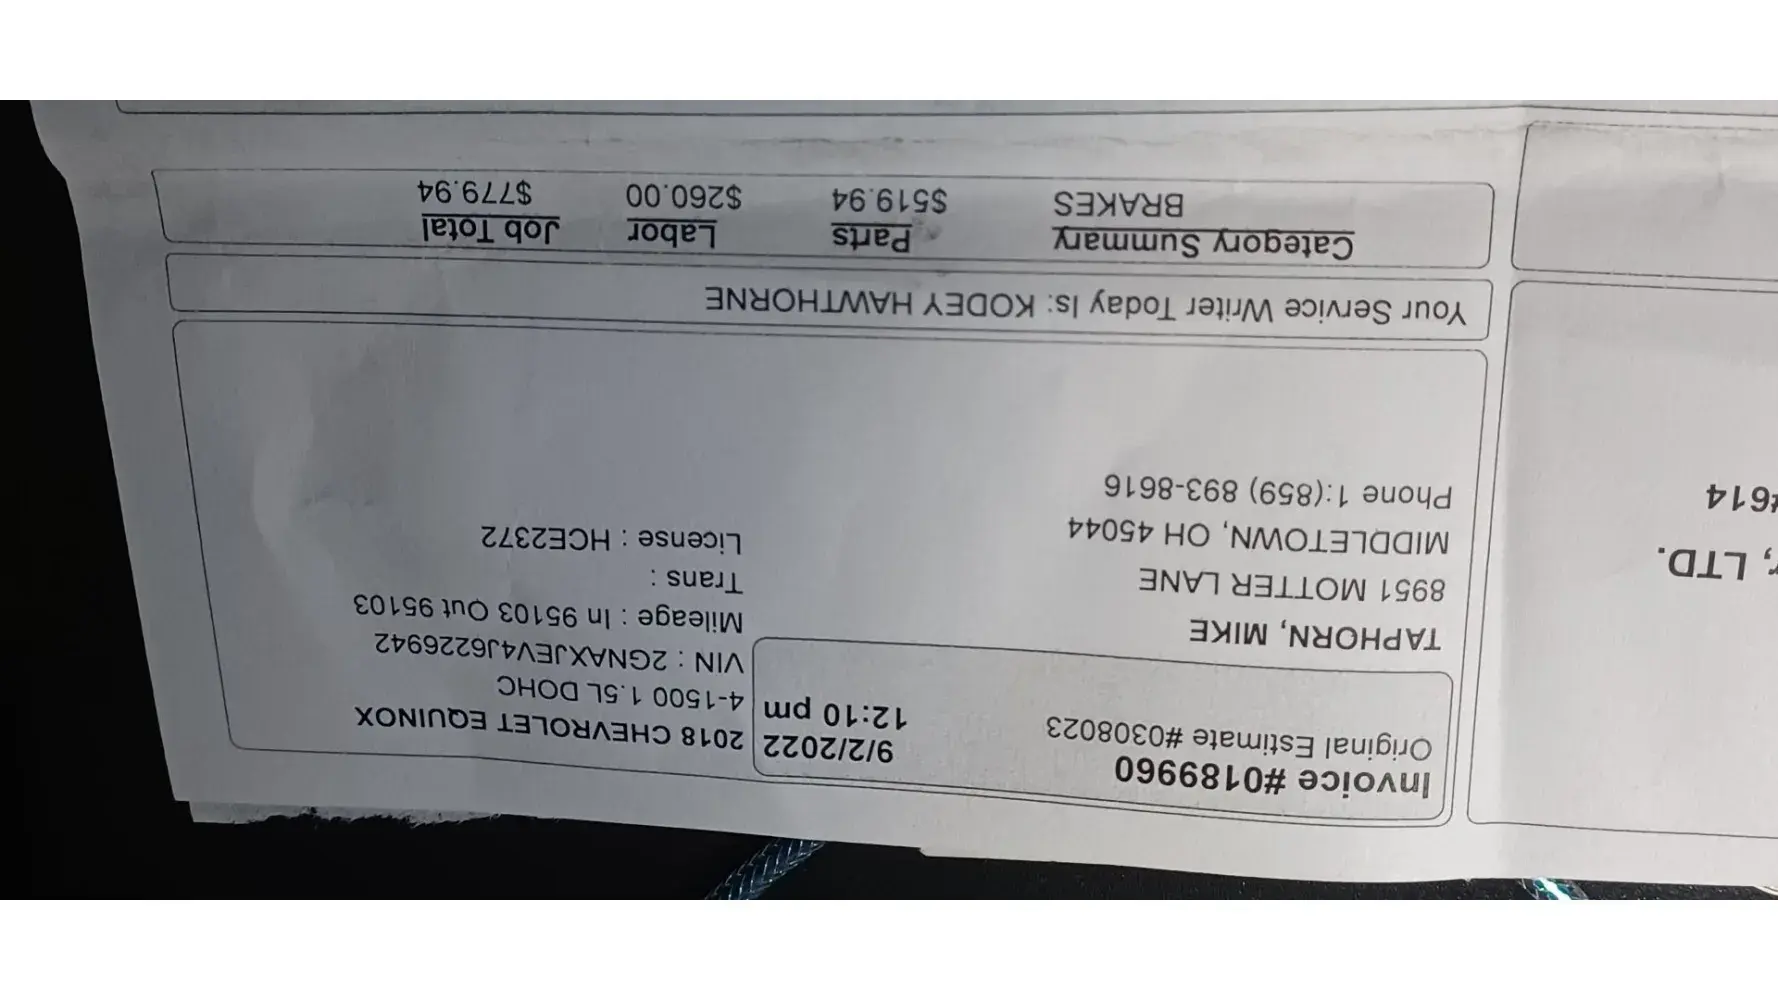 Invoice #0189960
Original Estimate #0308023
9/2/2022
12:10 pm
TAPHORN, MIKE
8951 MOTTER LANE
MIDDLETOWN, OH 45044
Phone 1:(859) 893-8616
2018 CHEVROLET EQUINOX
4-1500 1.5L DOHC
VIN : 2GNAXJEV4J6226942
Mileage : In 95103 Out 95103
Trans :
License : HCE2372
Your Service Writer Today Is: KODEY HAWTHORNE
Category Summary Parts Labor Job Total
BRAKES $519.94 $260.00 $779.94
, LTD.
#614